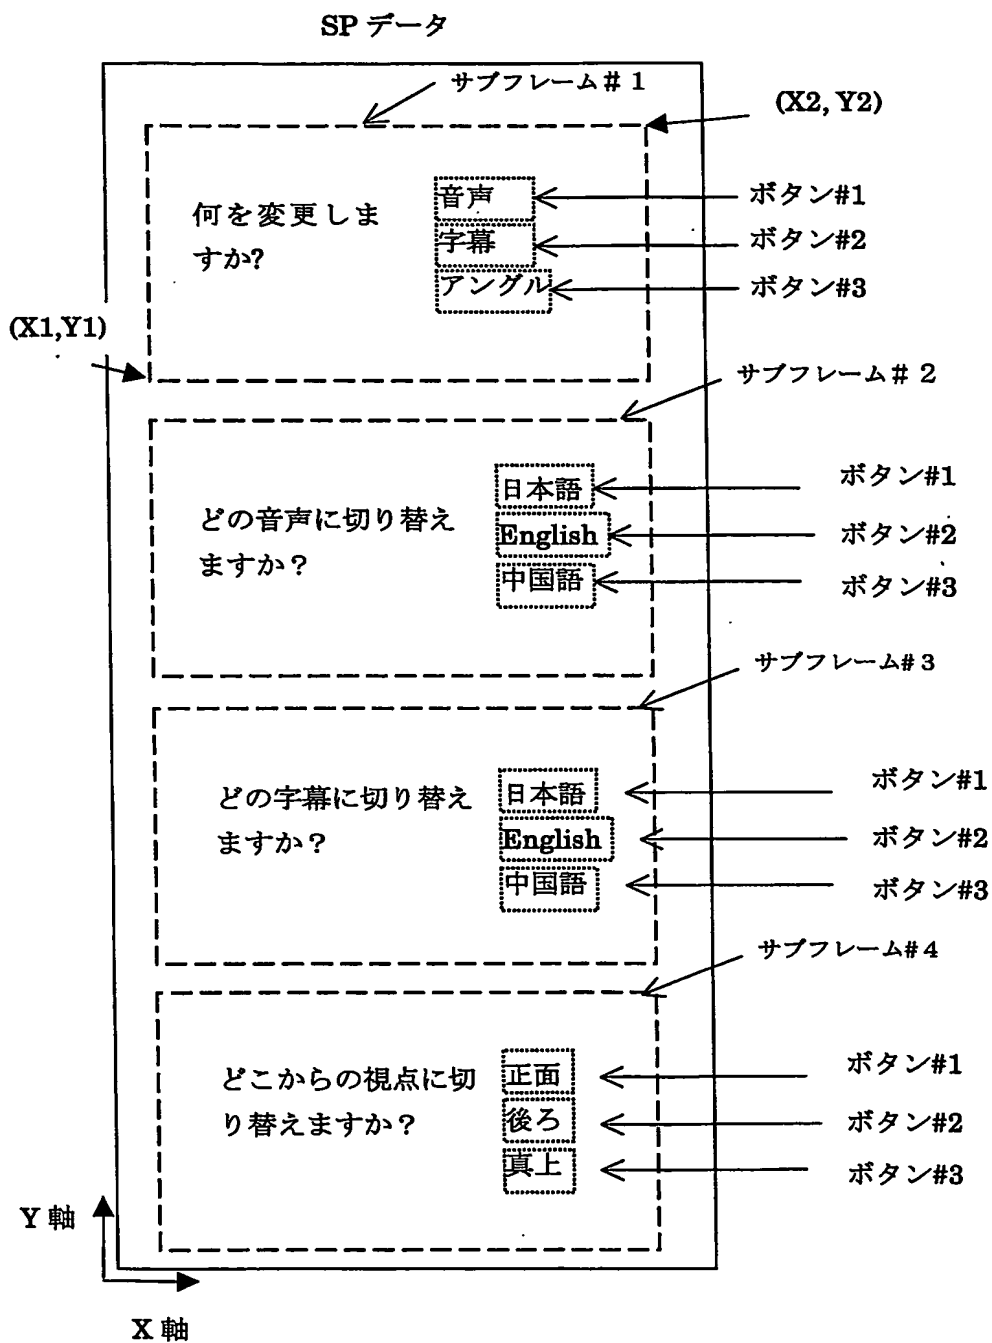 SP データ
サブフレーム＃１
(X2, Y2)
何を変更しま
すか?
音声
字幕
アングル
ボタン#1
ボタン#2
ボタン#3
(X1,Y1)
サブフレーム＃２
どの音声に切り替え
ますか？
日本語
English
中国語
ボタン#1
ボタン#2
ボタン#3
サブフレーム#３
どの字幕に切り替え
ますか？
日本語
English
中国語
ボタン#1
ボタン#2
ボタン#3
サブフレーム#４
どこからの視点に切
り替えますか？
正面
後ろ
真上
ボタン#1
ボタン#2
ボタン#3
Y 軸
X 軸